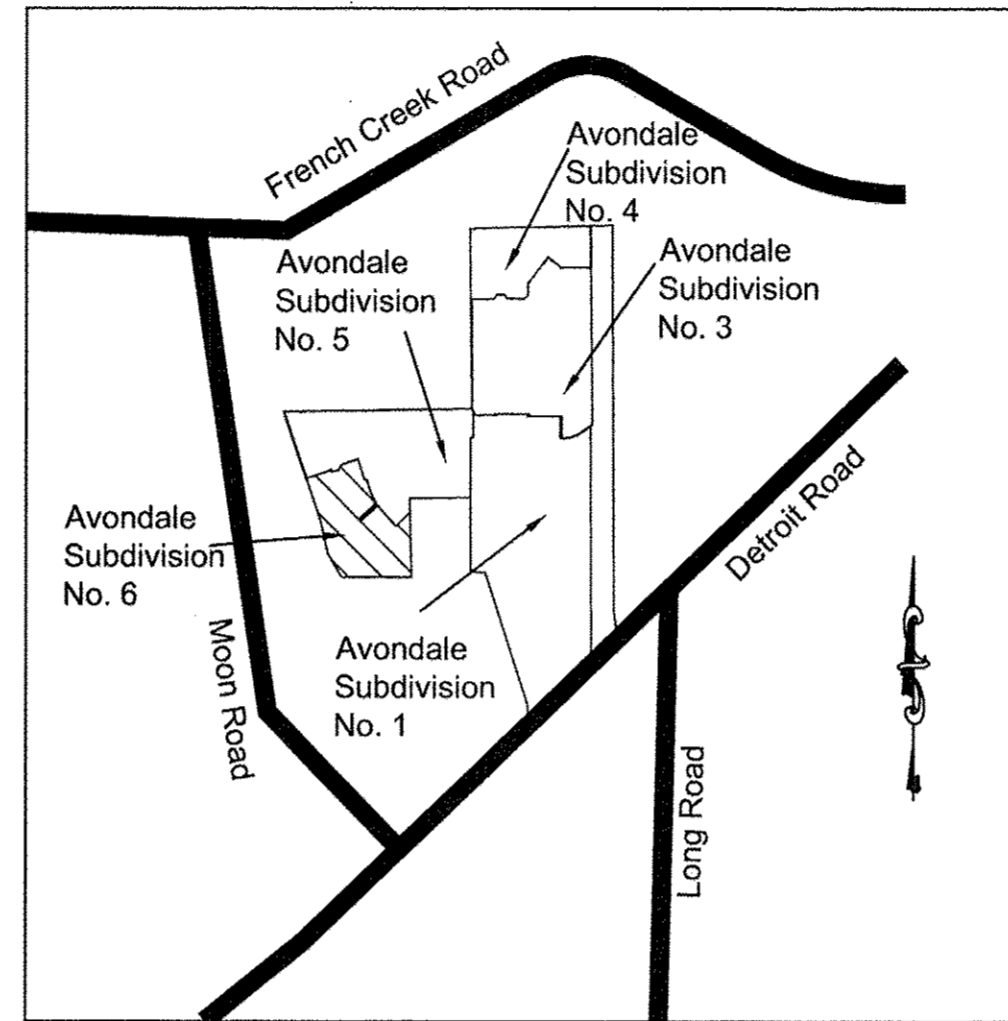 French Creek Road
Avondale
Subdivision
No. 4
Avondale
Subdivision
No. 3
Avondale
Subdivision
No. 5
Avondale
Subdivision
No. 6
Avondale
Subdivision
No. 1
Moon Road
Detroit Road
Long Road